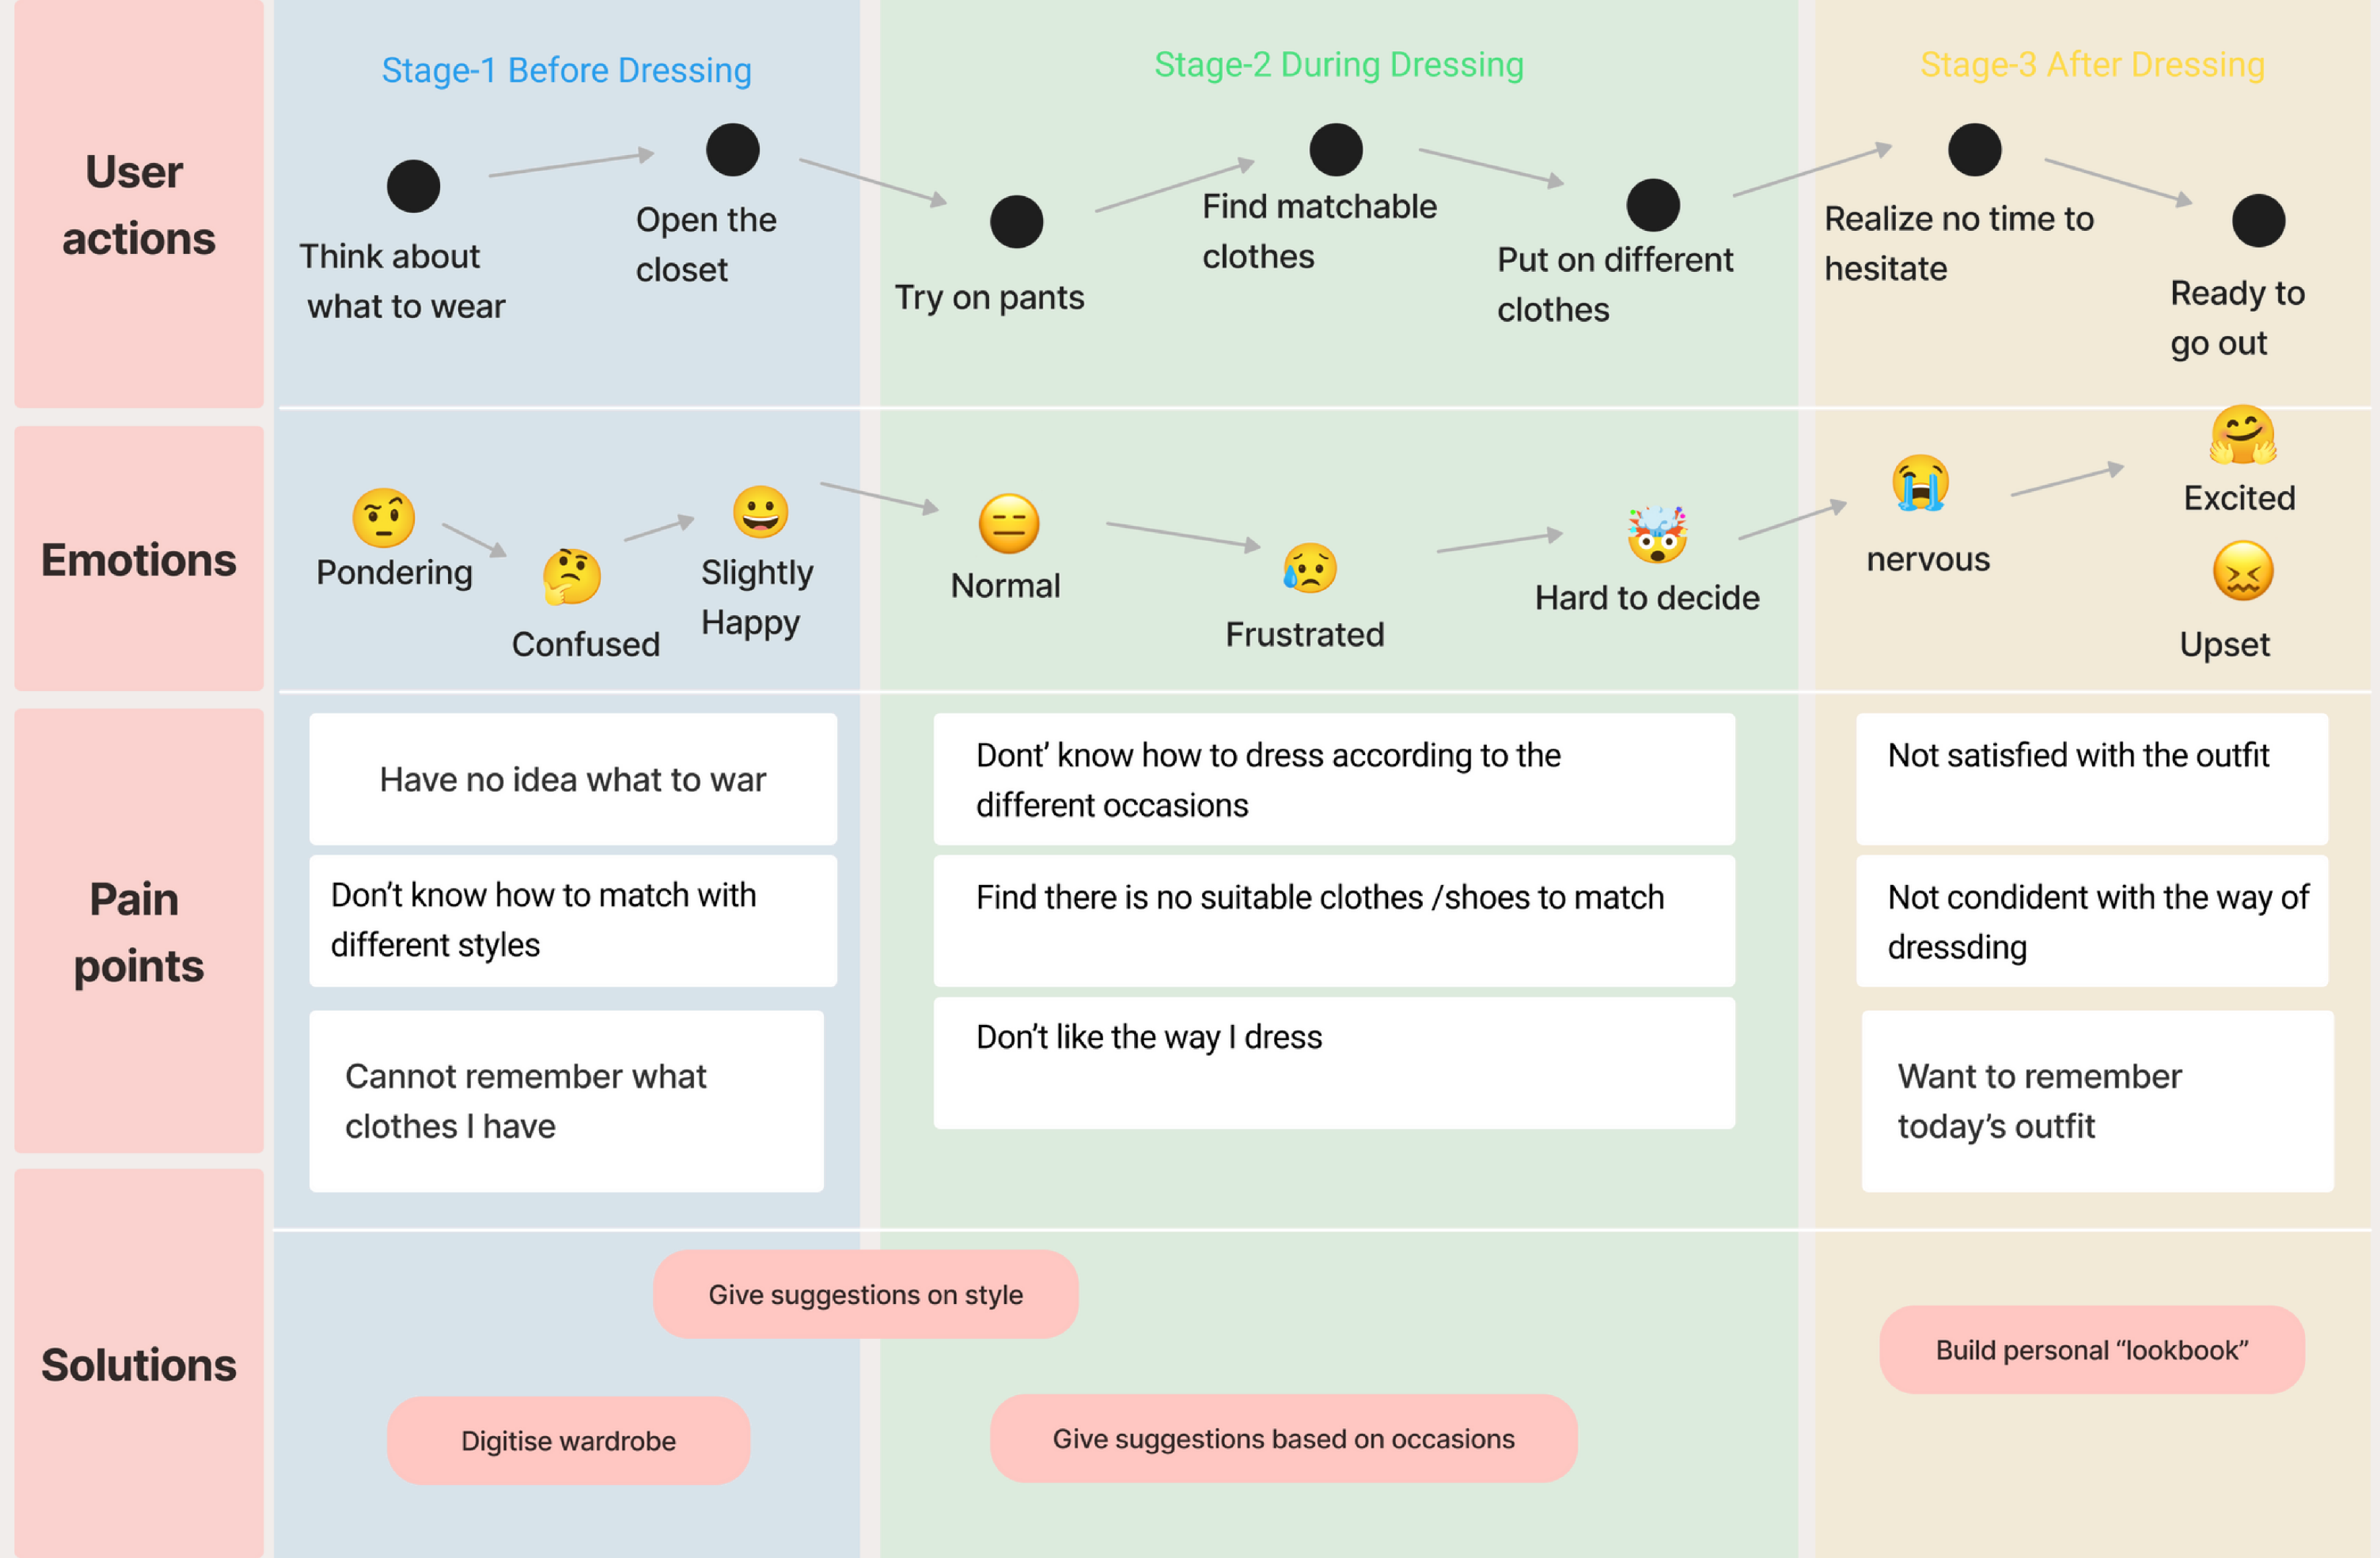 Stage-1 Before Dressing
Stage-2 During Dressing
Stage-3 After Dressing
User
actions
Think about
what to wear
Open the
closet
Try on pants
Find matchable
clothes
Put on different
clothes
Realize no time to
hesitate
Ready to
go out
Emotions
Pondering
Confused
Slightly
Happy
Normal
Frustrated
Hard to decide
nervous
Excited
Upset
Pain
points
Have no idea what to war
Don’t know how to match with
different styles
Cannot remember what
clothes I have
Dont’ know how to dress according to the
different occasions
Find there is no suitable clothes /shoes to match
Don’t like the way I dress
Not satisfied with the outfit
Not condident with the way of
dressding
Want to remember
today’s outfit
Solutions
Give suggestions on style
Digitise wardrobe
Give suggestions based on occasions
Build personal “lookbook”